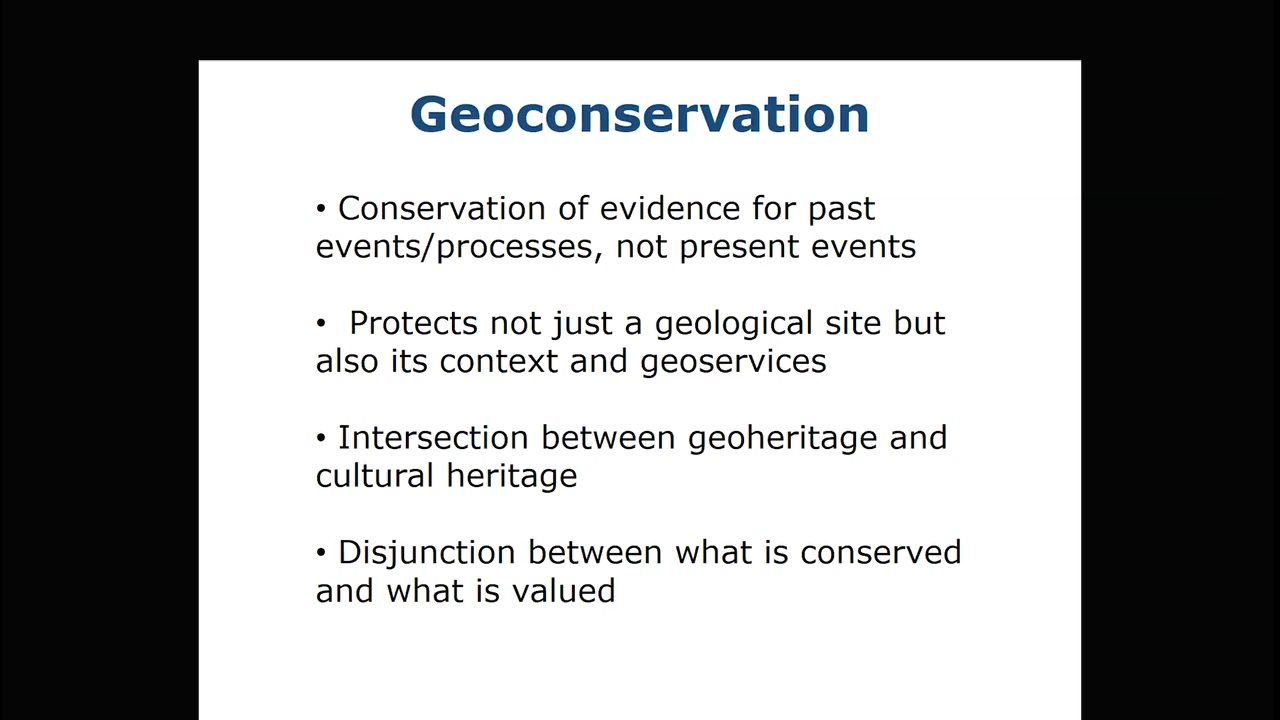 Geoconservation
• Conservation of evidence for past
events/processes, not present events
• Protects not just a geological site but
also its context and geoservices
• Intersection between geoheritage and
cultural heritage
• Disjunction between what is conserved
and what is valued